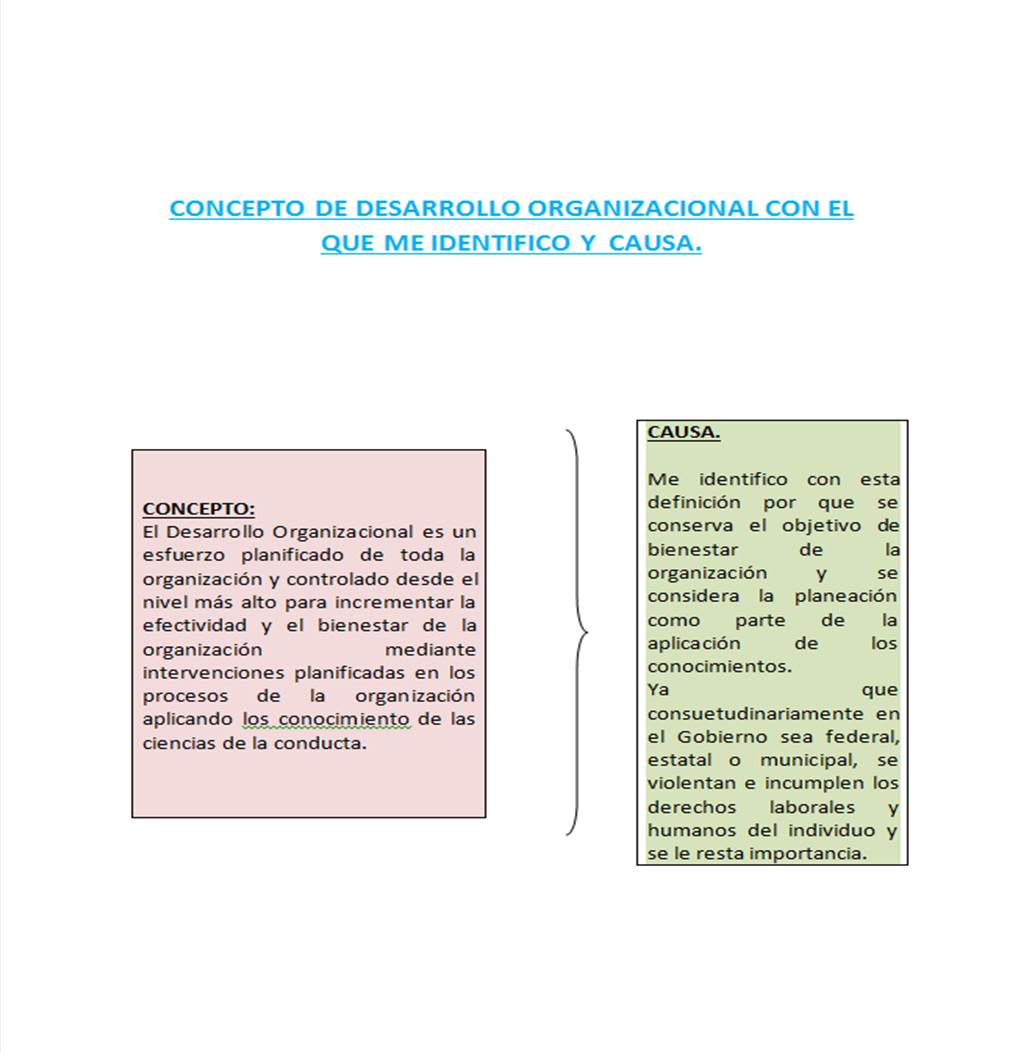 CONCEPTO DE DESARROLLO ORGANIZACIONAL CON EL
QUE ME IDENTIFICO Y CAUSA.
CONCEPTO:
El Desarrollo Organizacional es un
esfuerzo planificado de toda la
organización y controlado desde el
nivel más alto para incrementar la
efectividad y el bienestar de la
organización mediante
intervenciones planificadas en los
procesos de la organización
aplicando los conocimiento de las
ciencias de la conducta.
CAUSA.
Me identifico con esta
definición por que se
conserva el objetivo de
bienestar de la
organización y se
considera la planeación
como parte de la
aplicación de los
conocimientos.
Ya que
consuetudinariamente en
el Gobierno sea federal,
estatal o municipal, se
violentan e incumplen los
derechos laborales y
humanos del individuo y
se le resta importancia.